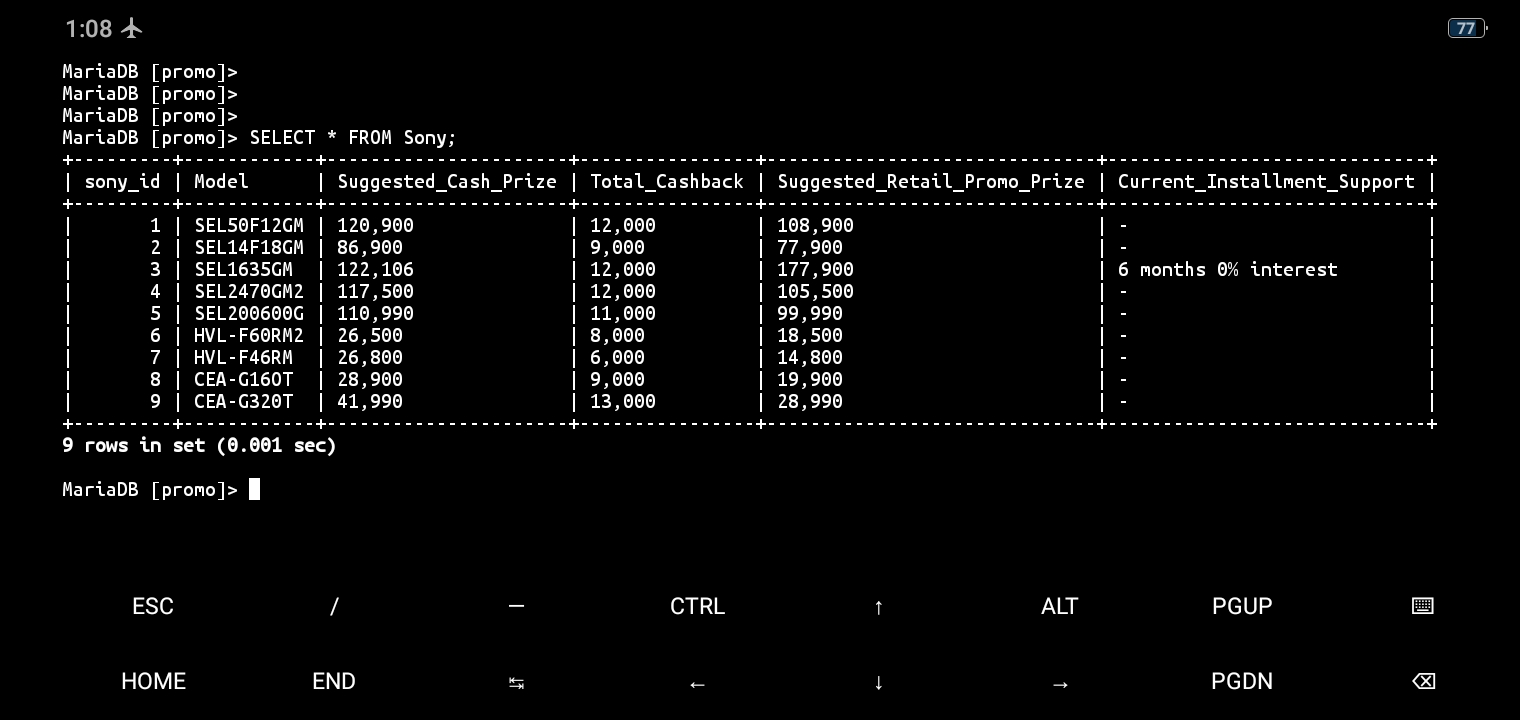 1:08
77
MariaDB [promo]>
MariaDB [promo]>
MariaDB [promo]>
MariaDB [promo]> SELECT * FROM Sony;
+---------+------------+----------------------+----------------+------------------------------+-----------------------------+
| sony_id | Model      | Suggested_Cash_Prize | Total_Cashback | Suggested_Retail_Promo_Prize | Current_Installment_Support |
+---------+------------+----------------------+----------------+------------------------------+-----------------------------+
|       1 | SEL50F12GM | 120,900              | 12,000         | 108,900                      | -                           |
|       2 | SEL14F18GM | 86,900               | 9,000          | 77,900                       | -                           |
|       3 | SEL1635GM  | 122,106              | 12,000         | 177,900                      | 6 months 0% interest        |
|       4 | SEL2470GM2 | 117,500              | 12,000         | 105,500                      | -                           |
|       5 | SEL200600G | 110,990              | 11,000         | 99,990                       | -                           |
|       6 | HVL-F60RM2 | 26,500               | 8,000          | 18,500                       | -                           |
|       7 | HVL-F46RM  | 26,800               | 6,000          | 14,800                       | -                           |
|       8 | CEA-G160T  | 28,900               | 9,000          | 19,900                       | -                           |
|       9 | CEA-G320T  | 41,990               | 13,000         | 28,990                       | -                           |
+---------+------------+----------------------+----------------+------------------------------+-----------------------------+
9 rows in set (0.001 sec)
MariaDB [promo]>
ESC / — CTRL ↑ ALT PGUP
HOME END ↹ ← ↓ → PGDN